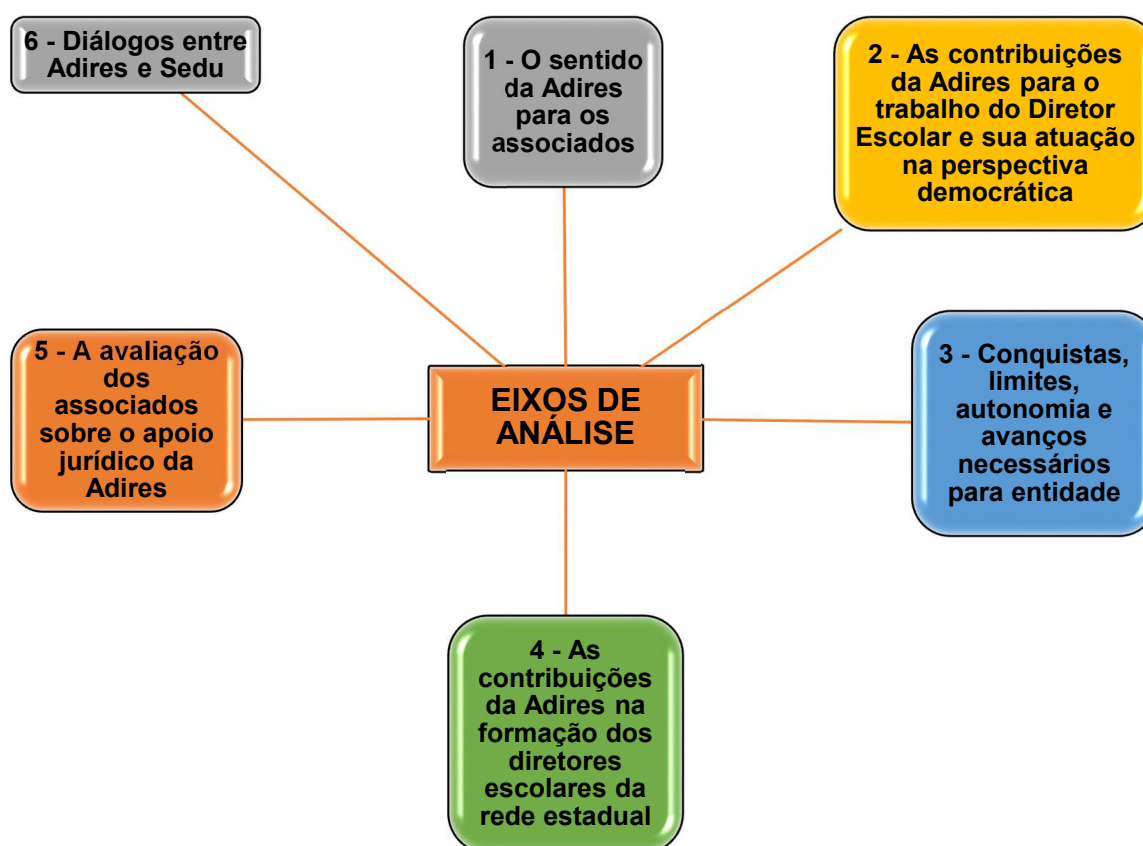 6 - Diálogos entre
Adires e Sedu
1 - O sentido
da Adires
para os
associados
2 - As contribuições
da Adires para o
trabalho do Diretor
Escolar e sua atuação
na perspectiva
democrática
5 - A avaliação
dos
associados
sobre o apoio
jurídico da
Adires
EIXOS DE
ANÁLISE
3 - Conquistas,
limites,
autonomia e
avanços
necessários
para entidade
4 - As
contribuições
da Adires na
formação dos
diretores
escolares da
rede estadual